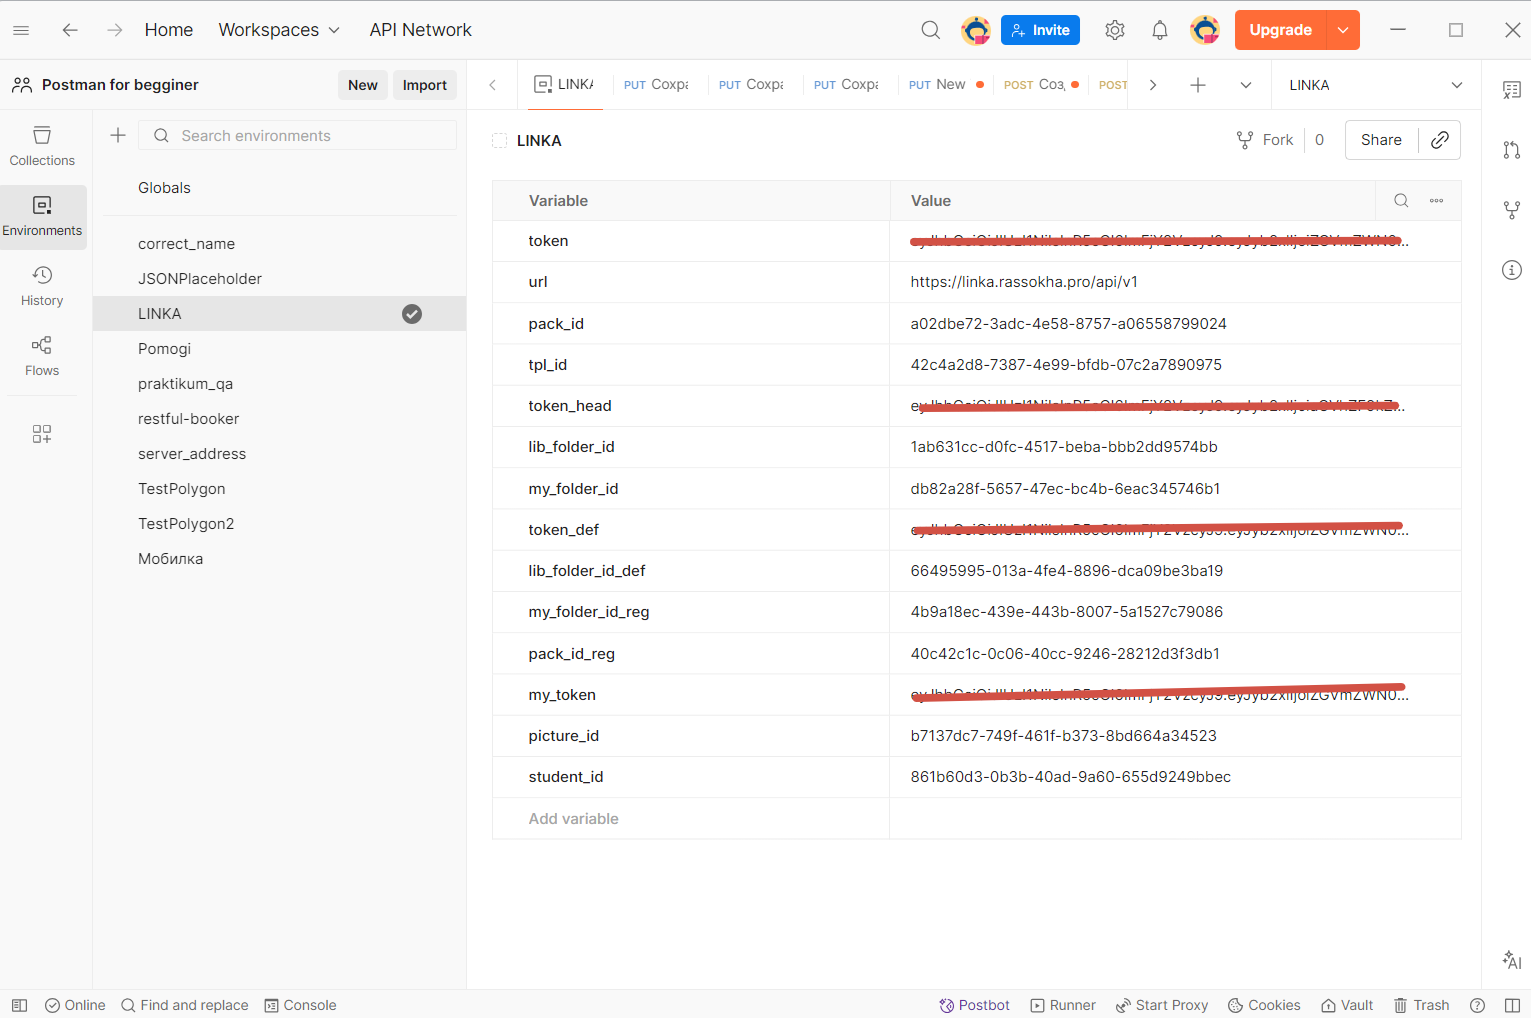 Home Workspaces API Network Invite Upgrade
Postman for begginer New Import LINKA PUT Coxpa PUT Coxpa PUT Coxpa PUT New POST Соз POST LINKA
Collections
Environments
History
Flows
Search environments
Globals
correct_name
JSONPlaceholder
LINKA
Pomogi
praktikum_qa
restful-booker
server_address
TestPolygon
TestPolygon2
Мобилка
LINKA Fork 0 Share
Variable Value
token
url https://linka.rassokha.pro/api/v1
pack_id a02dbe72-3adc-4e58-8757-a06558799024
tpl_id 42c4a2d8-7387-4e99-bfdb-07c2a7890975
token_head
lib_folder_id 1ab631cc-d0fc-4517-beba-bbb2dd9574bb
my_folder_id db82a28f-5657-47ec-bc4b-6eac345746b1
token_def
lib_folder_id_def 66495995-013a-4fe4-8896-dca09be3ba19
my_folder_id_reg 4b9a18ec-439e-443b-8007-5a1527c79086
pack_id_reg 40c42c1c-0c06-40cc-9246-28212d3f3db1
my_token
picture_id b7137dc7-749f-461f-b373-8bd664a34523
student_id 861b60d3-0b3b-40ad-9a60-655d9249bbec
Add variable
AI
Online Find and replace Console Postbot Runner Start Proxy Cookies Vault Trash